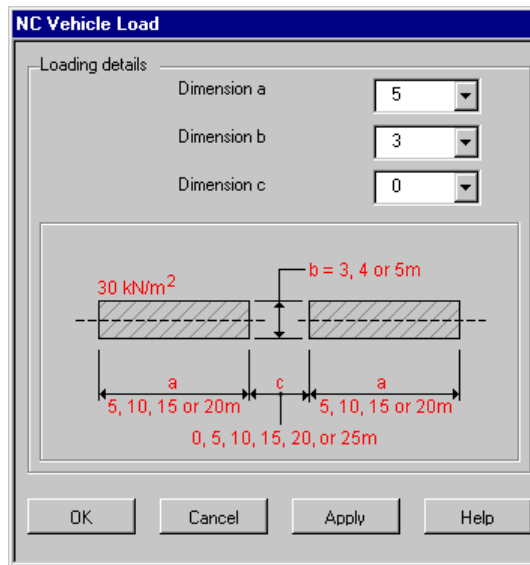 NC Vehicle Load
Loading details
Dimension a 5
Dimension b 3
Dimension c 0
b = 3, 4 or 5m
30 kN/m²
a c a
5, 10, 15 or 20m 5, 10, 15 or 20m
0, 5, 10, 15, 20, or 25m
OK Cancel Apply Help